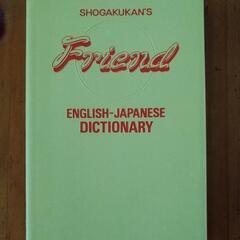 SHOGAKUKAN'S
Friend
ENGLISH-JAPANESE
DICTIONARY